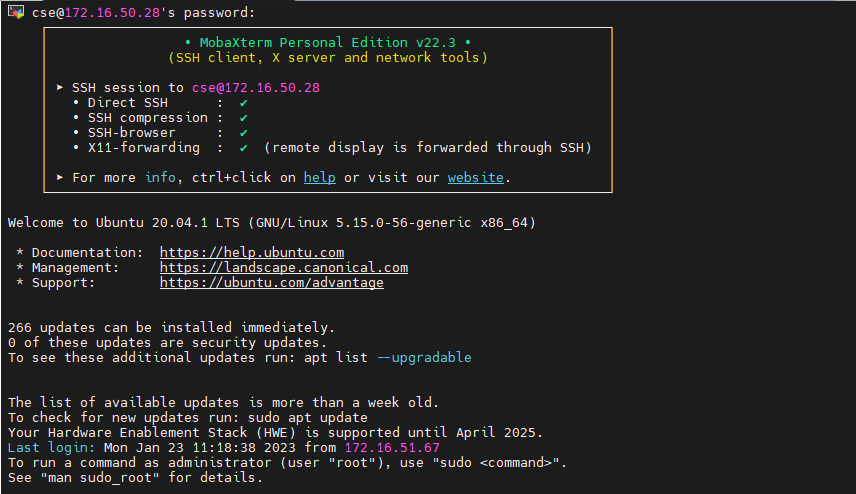 cse@172.16.50.28's password:
• MobaXterm Personal Edition v22.3 •
(SSH client, X server and network tools)
➤ SSH session to cse@172.16.50.28
• Direct SSH : ✔
• SSH compression : ✔
• SSH-browser : ✔
• X11-forwarding : ✔ (remote display is forwarded through SSH)
➤ For more info, ctrl+click on help or visit our website.
Welcome to Ubuntu 20.04.1 LTS (GNU/Linux 5.15.0-56-generic x86_64)
* Documentation: https://help.ubuntu.com
* Management: https://landscape.canonical.com
* Support: https://ubuntu.com/advantage
266 updates can be installed immediately.
0 of these updates are security updates.
To see these additional updates run: apt list --upgradable
The list of available updates is more than a week old.
To check for new updates run: sudo apt update
Your Hardware Enablement Stack (HWE) is supported until April 2025.
Last login: Mon Jan 23 11:18:38 2023 from 172.16.51.67
To run a command as administrator (user "root"), use "sudo <command>".
See "man sudo_root" for details.